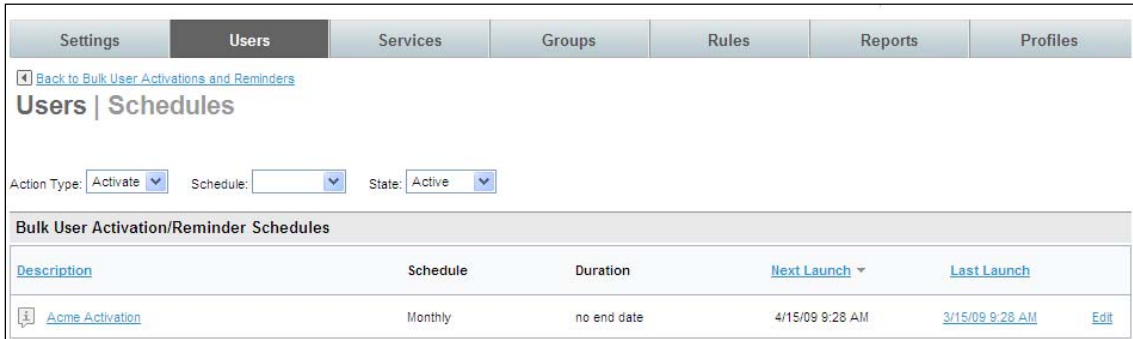 Settings Users Services Groups Rules Reports Profiles
Back to Bulk User Activations and Reminders
Users | Schedules
Action Type: Activate Schedule: State: Active
Bulk User Activation/Reminder Schedules
Description Schedule Duration Next Launch Last Launch
Acme Activation Monthly no end date 4/15/09 9:28 AM 3/15/09 9:28 AM Edit